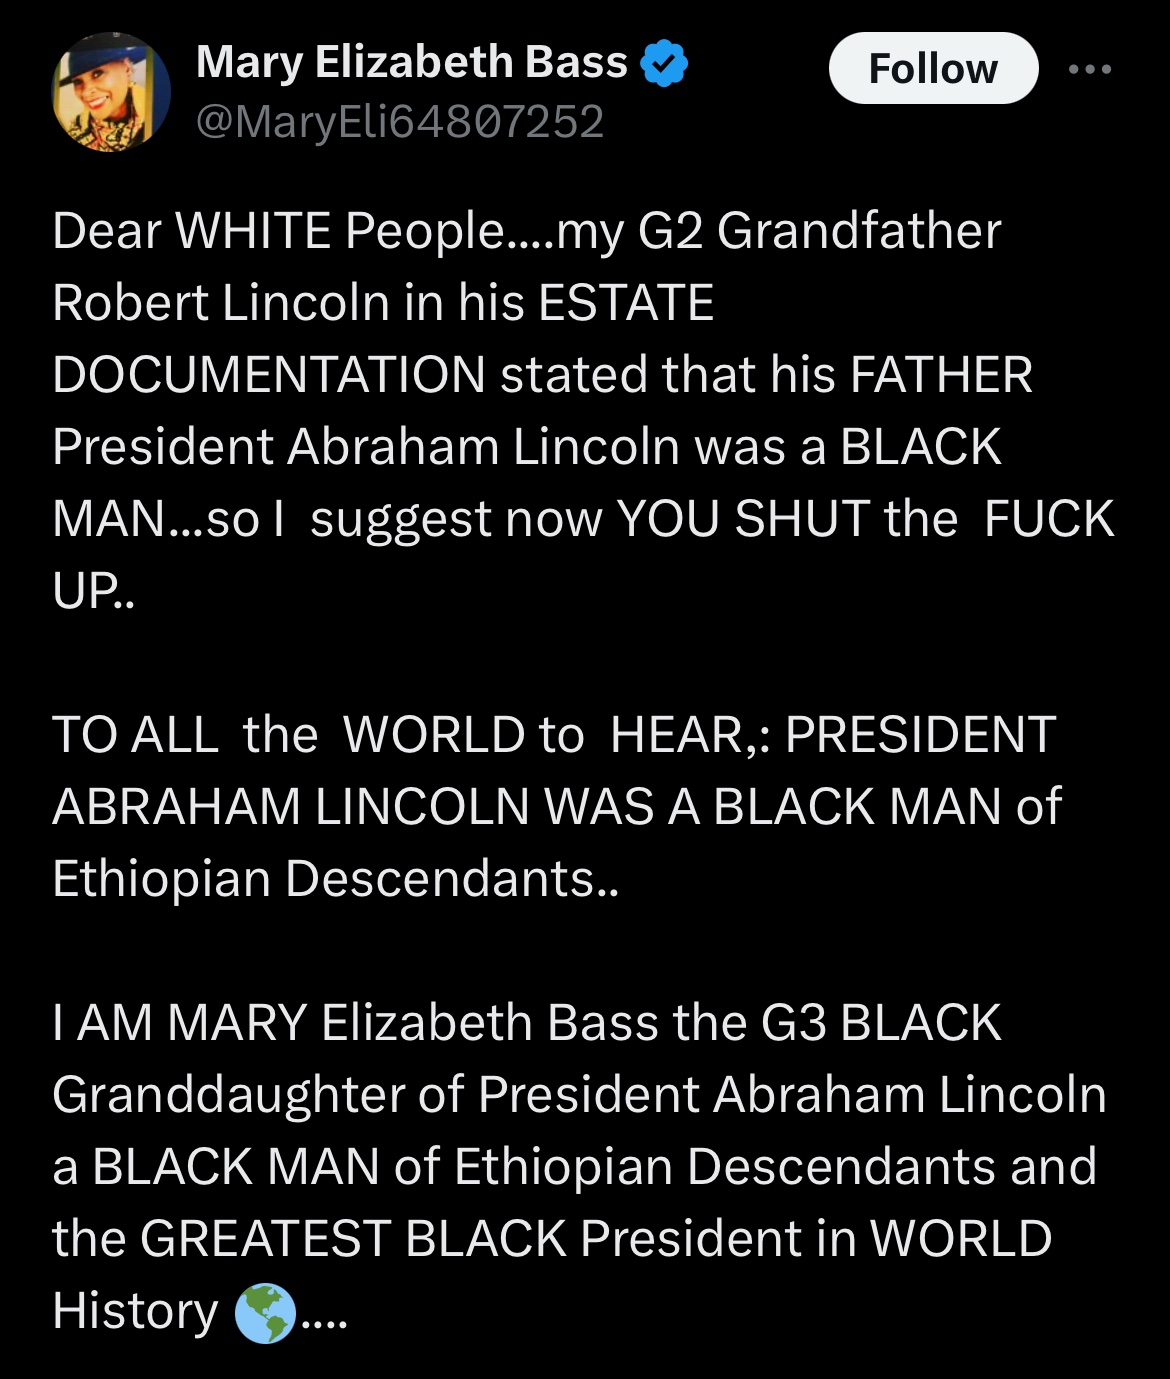 Mary Elizabeth Bass
Follow
@MaryEli64807252
Dear WHITE People....my G2 Grandfather
Robert Lincoln in his ESTATE
DOCUMENTATION stated that his FATHER
President Abraham Lincoln was a BLACK
MAN...so I  suggest now YOU SHUT the  FUCK
UP..
TO ALL  the  WORLD to  HEAR,: PRESIDENT
ABRAHAM LINCOLN WAS A BLACK MAN of
Ethiopian Descendants..
I AM MARY Elizabeth Bass the G3 BLACK
Granddaughter of President Abraham Lincoln
a BLACK MAN of Ethiopian Descendants and
the GREATEST BLACK President in WORLD
History 🌎....